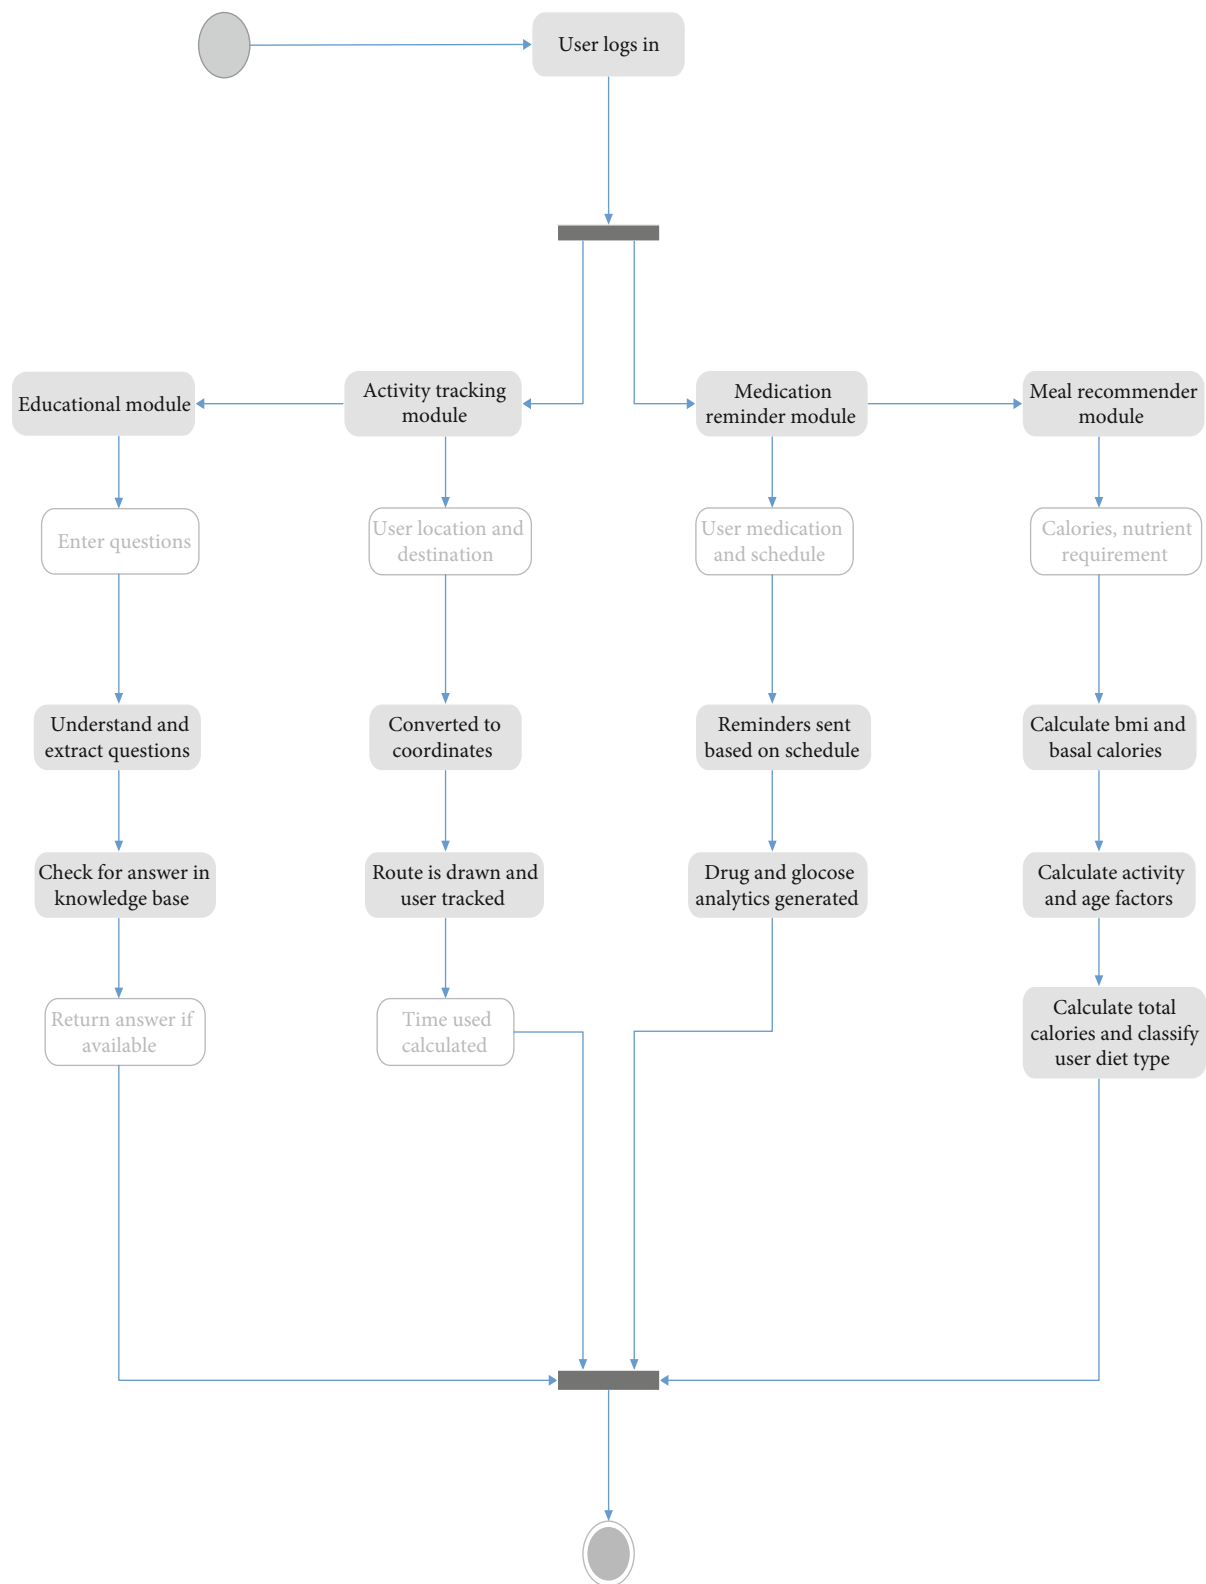 User logs in
Educational module
Activity tracking
module
Medication
reminder module
Meal recommender
module
Enter questions
User location and
destination
User medication
and schedule
Calories, nutrient
requirement
Understand and
extract questions
Converted to
coordinates
Reminders sent
based on schedule
Calculate bmi and
basal calories
Check for answer in
knowledge base
Route is drawn and
user tracked
Drug and glocose
analytics generated
Calculate activity
and age factors
Return answer if
available
Time used
calculated
Calculate total
calories and classify
user diet type